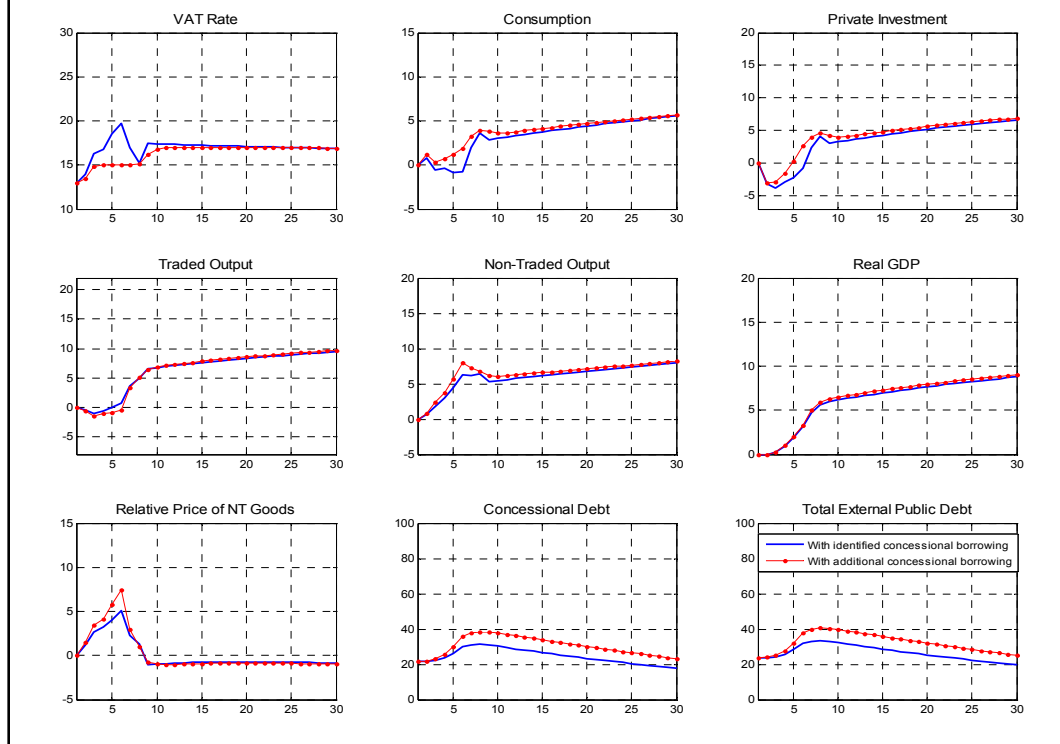 VAT Rate
30
25
20
15
10
5 10 15 20 25 30
Consumption
15
10
5
0
-5
5 10 15 20 25 30
Private Investment
20
15
10
5
0
-5
5 10 15 20 25 30
Traded Output
20
15
10
5
0
-5
5 10 15 20 25 30
Non-Traded Output
20
15
10
5
0
-5
5 10 15 20 25 30
Real GDP
20
15
10
5
0
5 10 15 20 25 30
Relative Price of NT Goods
15
10
5
0
-5
5 10 15 20 25 30
Concessional Debt
100
80
60
40
20
0
5 10 15 20 25 30
Total External Public Debt
100
80
60
40
20
0
5 10 15 20 25 30
With identified concessional borrowing
With additional concessional borrowing